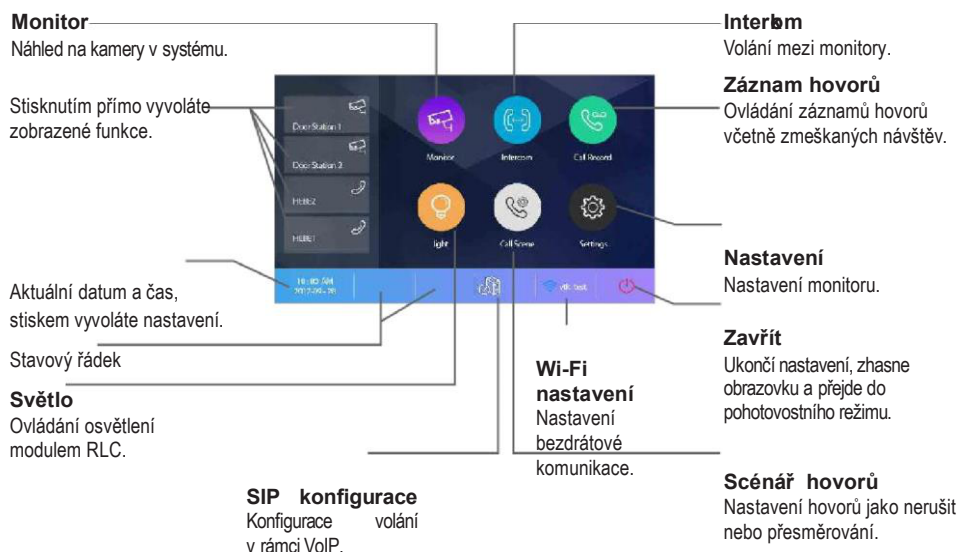 Monitor
Náhled na kamery v systému.
Stisknutím přímo vyvoláte
zobrazené funkce.
Aktuální datum a čas,
stiskem vyvoláte nastavení.
Stavový řádek
Světlo
Ovládání osvětlení
modulem RLC.
SIP konfigurace
Konfigurace volání
v rámci VoIP.
Door Station 1
Door Station 2
Monitor
Intercom
Call Record
light
Call Scene
Settings
Wi-Fi
nastavení
Nastavení
bezdrátové
komunikace.
Interkom
Volání mezi monitory.
Záznam hovorů
Ovládání záznamů hovorů
včetně zmeškaných návštěv.
Nastavení
Nastavení monitoru.
Zavřít
Ukončí nastavení, zhasne
obrazovku a přejde do
pohotovostního režimu.
Scénář hovorů
Nastavení hovorů jako nerušit
nebo přesměrování.